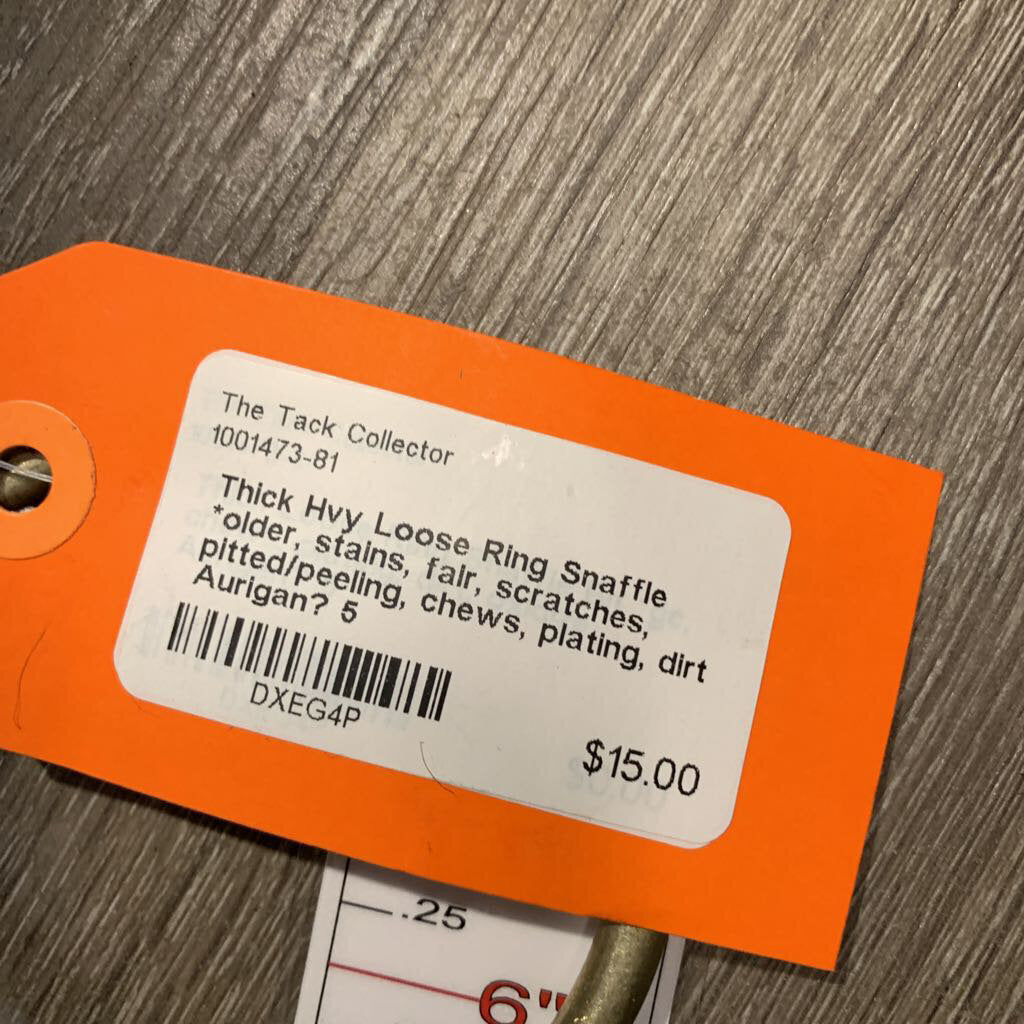 The Tack Collector
1001473-81
Thick Hvy Loose Ring Snaffle
*older, stains, fair, scratches,
pitted/peeling, chews, plating, dirt
Aurigan? 5
DXEG4P
$15.00
.25
6"